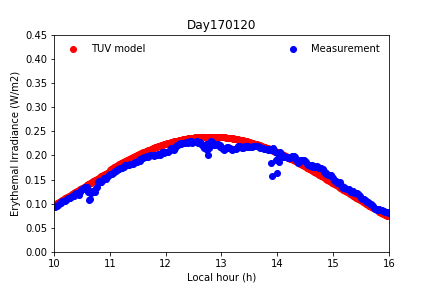 Day170120
TUV model
Measurement
Erythemal Irradiance (W/m2)
0.45
0.40
0.35
0.30
0.25
0.20
0.15
0.10
0.05
0.00
10 11 12 13 14 15 16
Local hour (h)